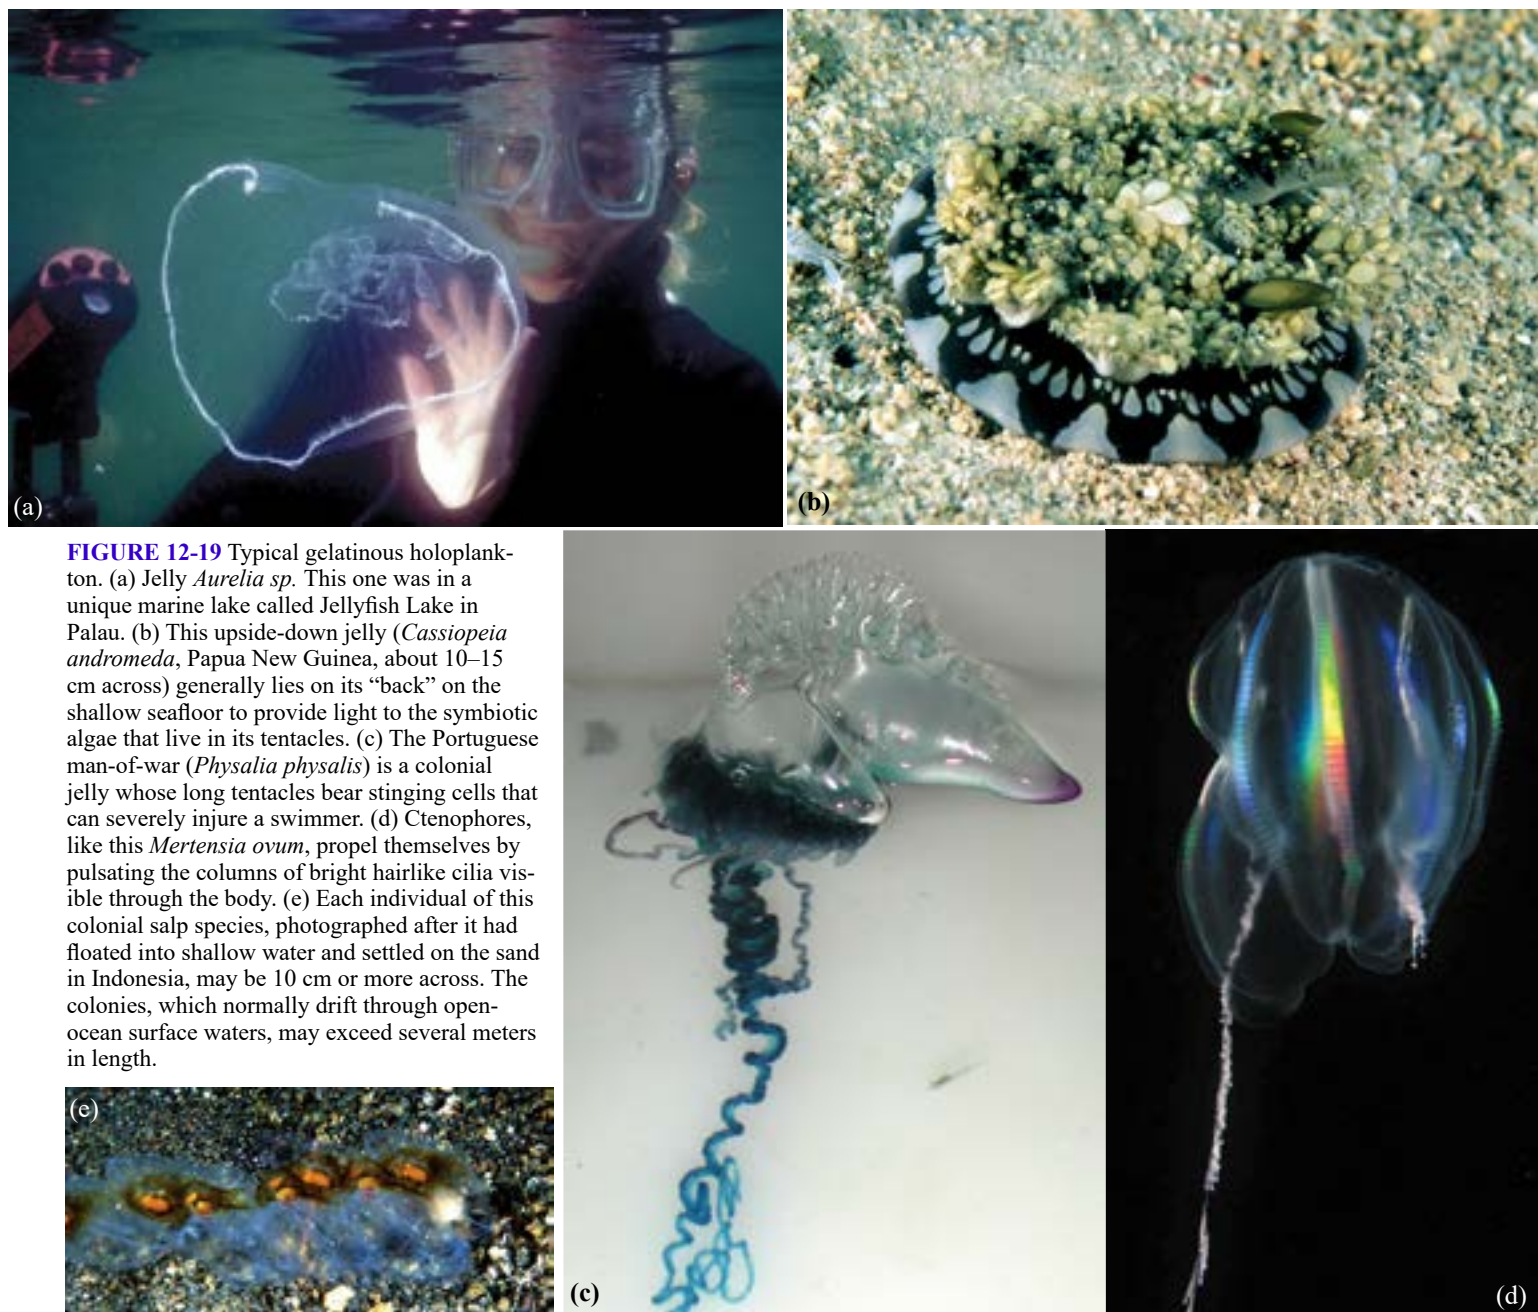 (a)
(b)
FIGURE 12-19 Typical gelatinous holoplank-
ton. (a) Jelly Aurelia sp. This one was in a
unique marine lake called Jellyfish Lake in
Palau. (b) This upside-down jelly (Cassiopeia
andromeda, Papua New Guinea, about 10–15
cm across) generally lies on its “back” on the
shallow seafloor to provide light to the symbiotic
algae that live in its tentacles. (c) The Portuguese
man-of-war (Physalia physalis) is a colonial
jelly whose long tentacles bear stinging cells that
can severely injure a swimmer. (d) Ctenophores,
like this Mertensia ovum, propel themselves by
pulsating the columns of bright hairlike cilia vis-
ible through the body. (e) Each individual of this
colonial salp species, photographed after it had
floated into shallow water and settled on the sand
in Indonesia, may be 10 cm or more across. The
colonies, which normally drift through open-
ocean surface waters, may exceed several meters
in length.
(e)
(c)
(d)